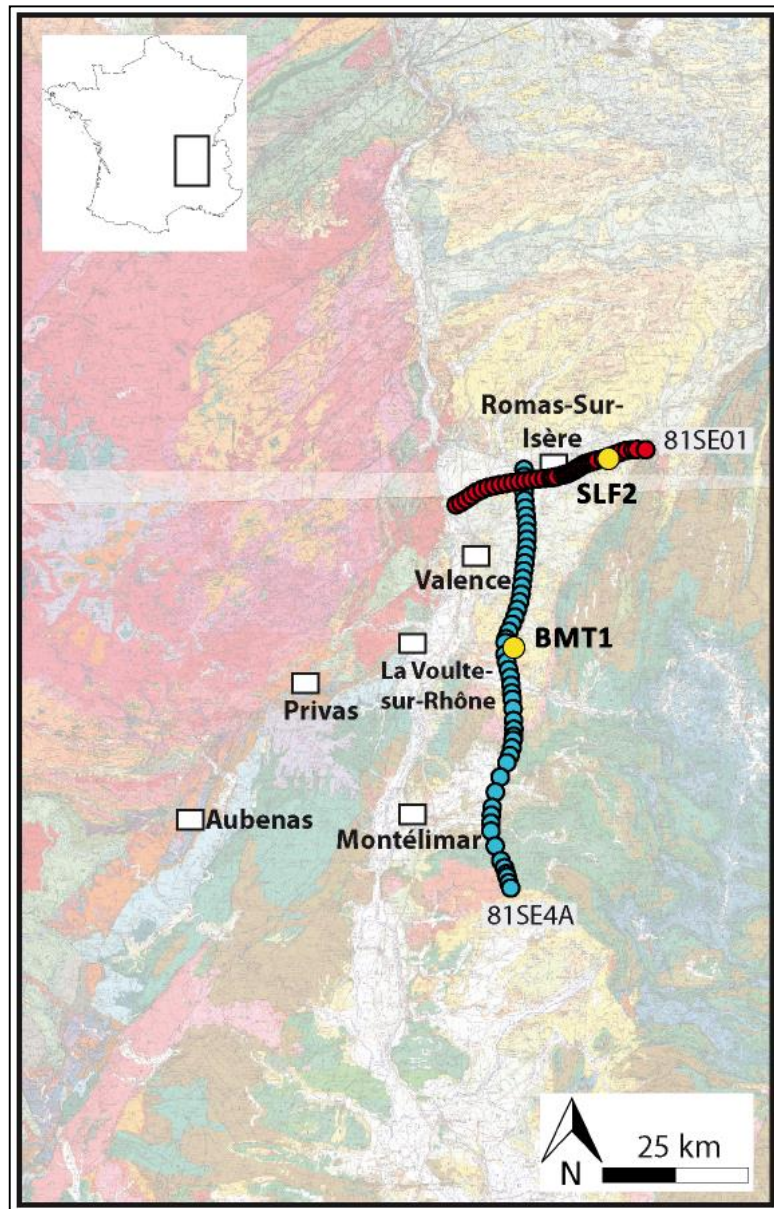 Romas-Sur-
Isère
81SE01
SLF2
Valence
BMT1
La Voulte-
sur-Rhône
Privas
Aubenas
Montélimar
81SE4A
N
25 km